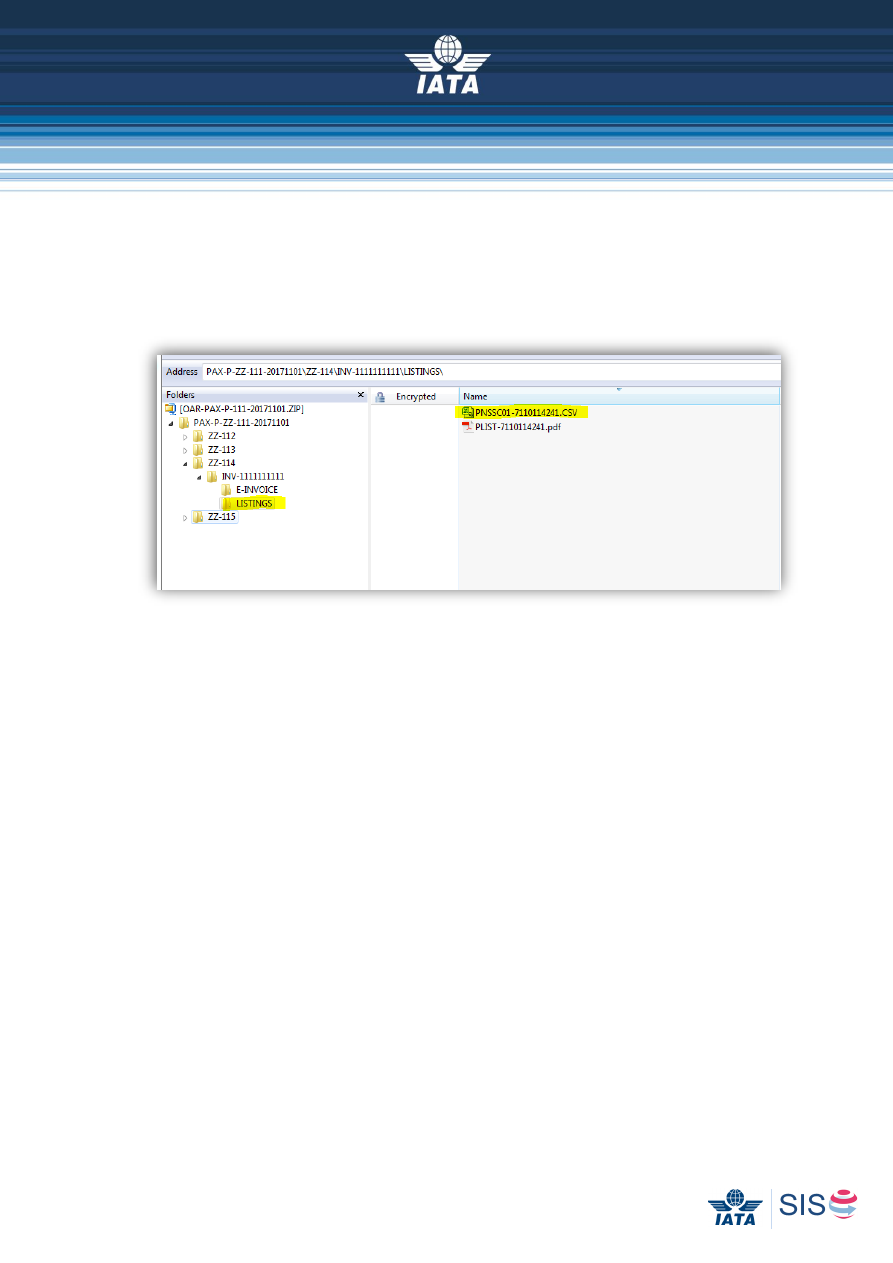 IATA
Address PAX-P-ZZ-111-20171101\ZZ-114\INV-1111111111\LISTINGS\
Folders Encrypted Name
[OAR-PAX-P-111-20171101.ZIP] PNSSC01-7110114241.CSV
PAX-P-ZZ-111-20171101 PLIST-7110114241.pdf
ZZ-112
ZZ-113
ZZ-114
INV-1111111111
E-INVOICE
LISTINGS
ZZ-115
IATA SIS